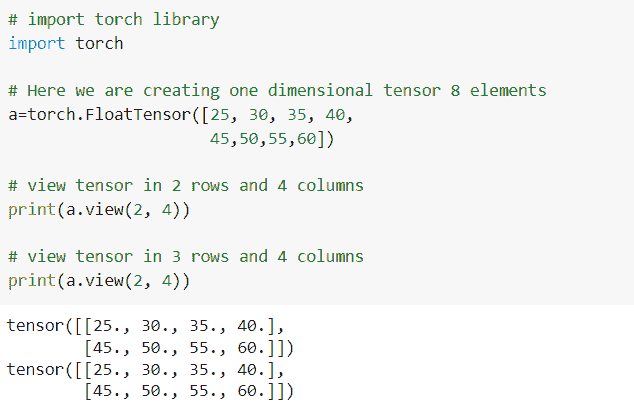 # import torch library
import torch
# Here we are creating one dimensional tensor 8 elements
a=torch.FloatTensor([25, 30, 35, 40,
45,50,55,60])
# view tensor in 2 rows and 4 columns
print(a.view(2, 4))
# view tensor in 3 rows and 4 columns
print(a.view(2, 4))
tensor([[25., 30., 35., 40.],
[45., 50., 55., 60.]])
tensor([[25., 30., 35., 40.],
[45., 50., 55., 60.]])